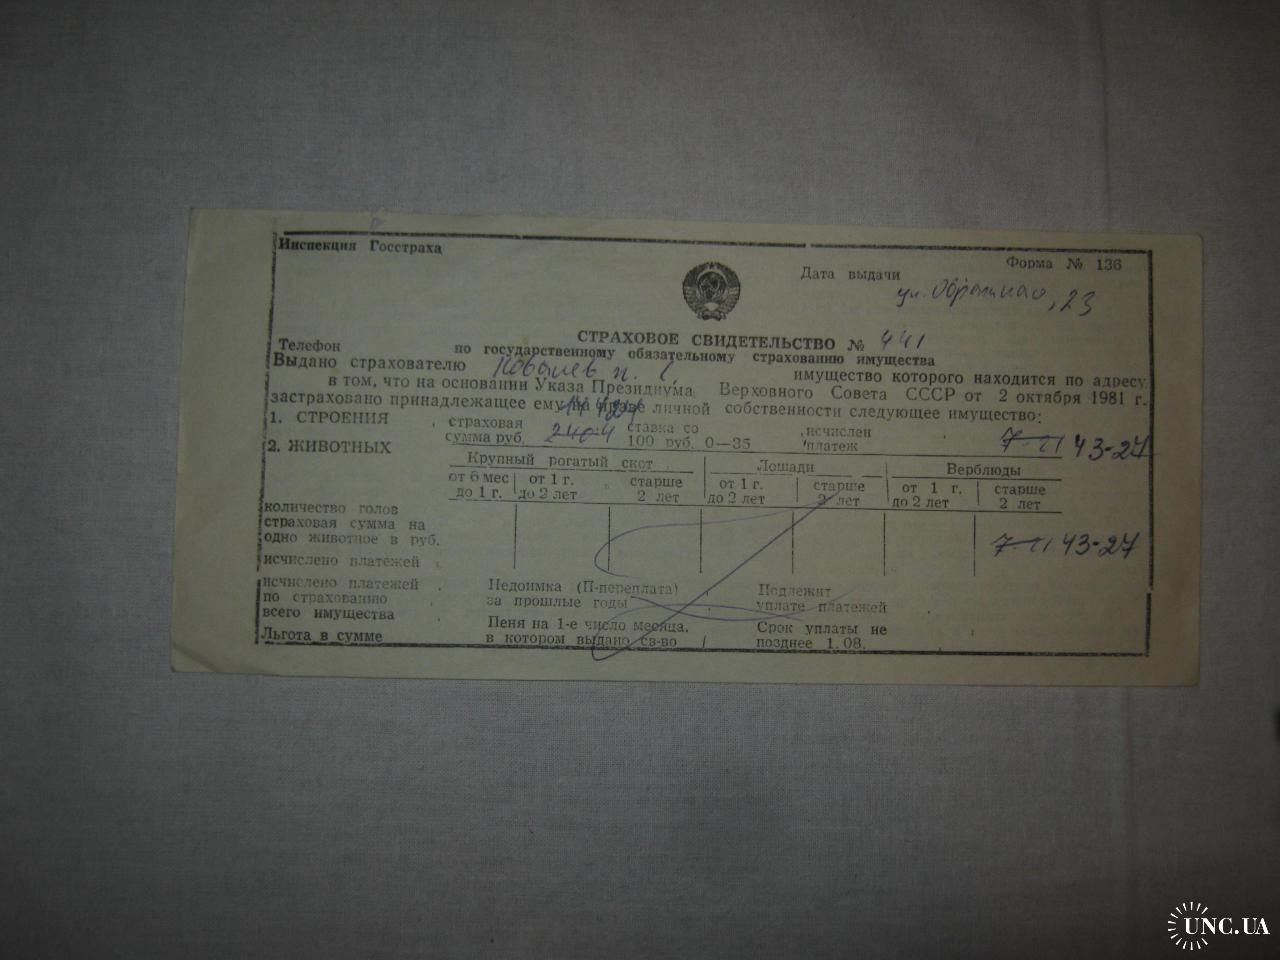 Инспекция Госстраха
Форма № 136
Дата выдачи
ул. 23
СТРАХОВОЕ СВИДЕТЕЛЬСТВО № 441
Телефон
по государственному обязательному страхованию имущества
Выдано страхователю Ковалев П. имущество которого находится по адресу
в том, что на основании Указа Президиума Верховного Совета СССР от 2 октября 1981 г.
застраховано принадлежащее ему на праве личной собственности следующее имущество:
1. СТРОЕНИЯ
страховая сумма руб. 2404
ставка со 100 руб. 0—35
исчислен платеж
7-11 43-27
2. ЖИВОТНЫХ
Крупный рогатый скот Лошади Верблюды
от 6 мес до 1 г. от 1 г. до 2 лет старше 2 лет от 1 г. до 2 лет старше 2 лет от 1 г. до 2 лет старше 2 лет
количество голов
страховая сумма на
одно животное в руб.
7-11 43-27
исчислено платежей
исчислено платежей
по страхованию
всего имущества
Недоимка (П-переплата)
за прошлые годы
Подлежит
уплате платежей
Льгота в сумме
Пеня на 1-е число месяца,
в котором выдано св-во
Срок уплаты не
позднее 1.08.
UNC.UA